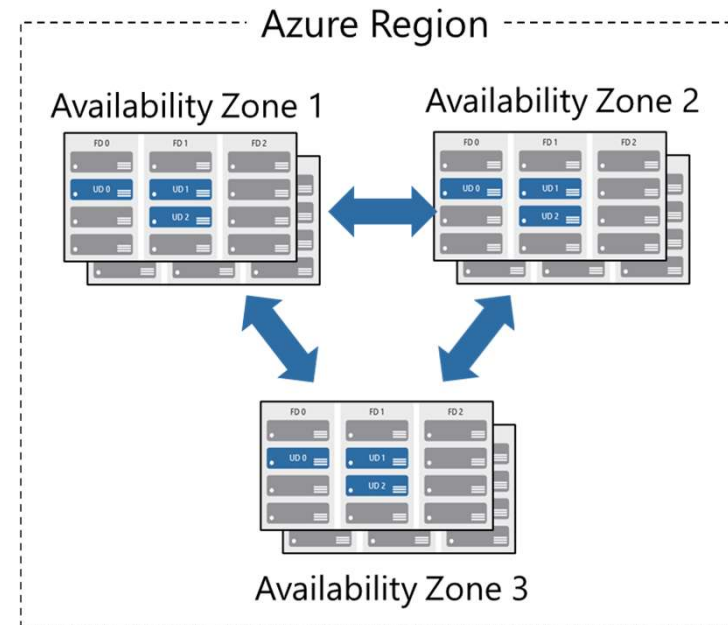 Azure Region
Availability Zone 1
FD 0 FD 1 FD 2
UD 0 UD 1
UD 2
Availability Zone 2
FD 0 FD 1 FD 2
UD 0 UD 1
UD 2
FD 0 FD 1 FD 2
UD 0 UD 1
UD 2
Availability Zone 3